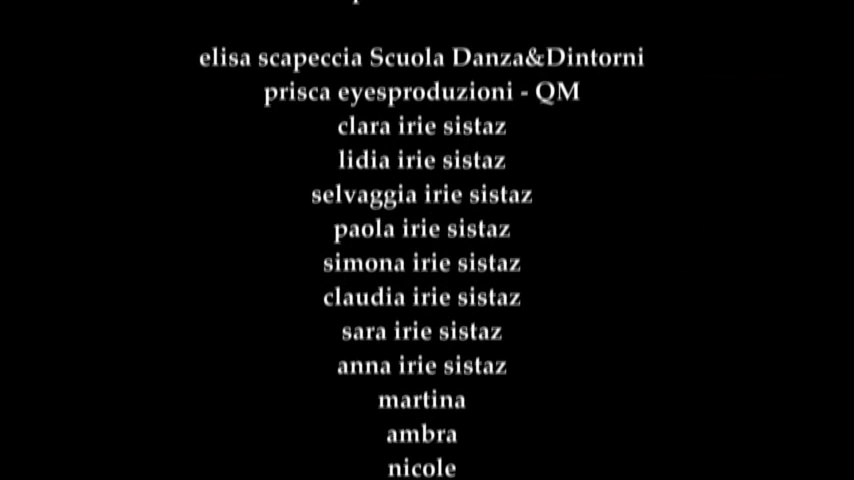 elisa scapeccia Scuola Danza&Dintorni
prisca eyesproduzioni - QM
clara irie sistaz
lidia irie sistaz
selvaggia irie sistaz
paola irie sistaz
simona irie sistaz
claudia irie sistaz
sara irie sistaz
anna irie sistaz
martina
ambra
nicole